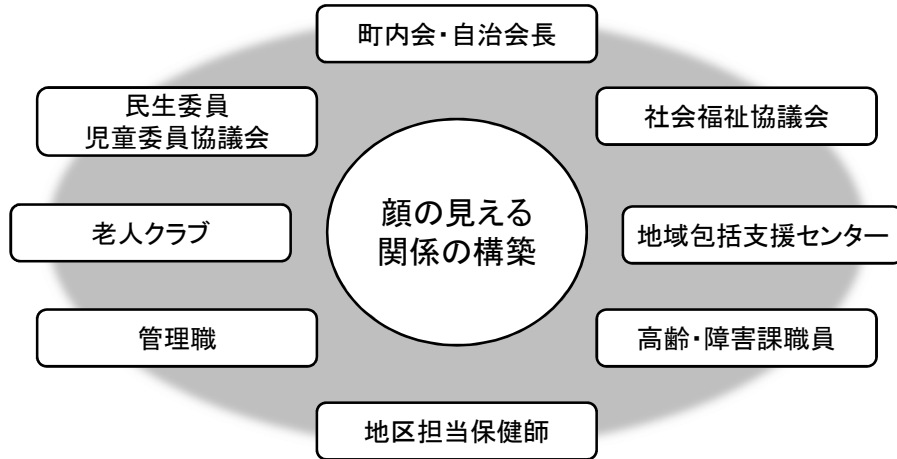 町内会・自治会長
民生委員
児童委員協議会
社会福祉協議会
顔の見える
関係の構築
老人クラブ
地域包括支援センター
管理職
高齢・障害課職員
地区担当保健師